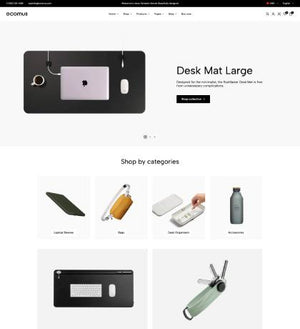 ecomus
Home
Shop
Products
Pages
Blog
Buy now
Desk Mat Large
Designed for the minimalist, the
Desk Mat is free
from unnecessary complications.
Shop collection
Shop by categories
Laptop Sleeves
Bags
Desk Organizers
Accessories